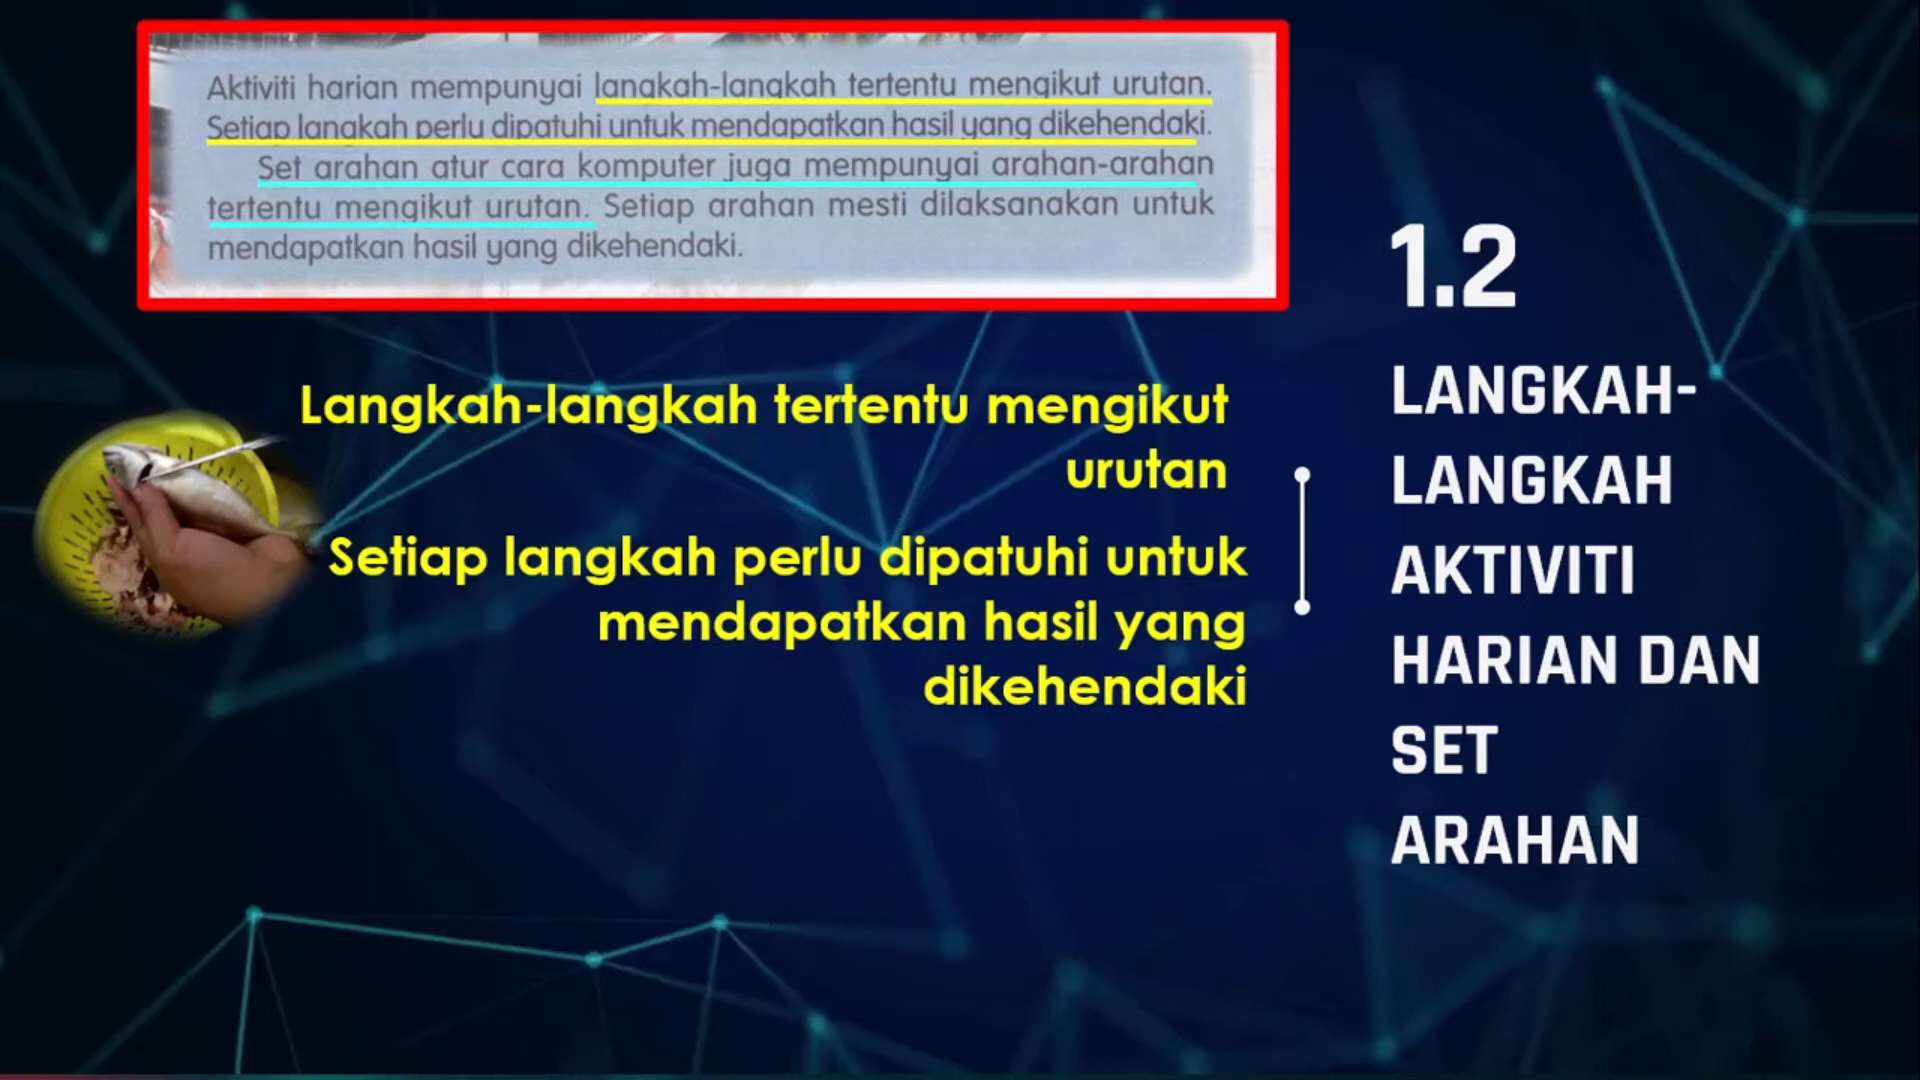 Aktiviti harian mempunyai langkah-langkah tertentu mengikut urutan.
Setiap langkah perlu dipatuhi untuk mendapatkan hasil yang dikehendaki.
Set arahan atur cara komputer juga mempunyai arahan-arahan
tertentu mengikut urutan. Setiap arahan mesti dilaksanakan untuk
mendapatkan hasil yang dikehendaki.
Langkah-langkah tertentu mengikut
urutan
Setiap langkah perlu dipatuhi untuk
mendapatkan hasil yang
dikehendaki
1.2
LANGKAH-
LANGKAH
AKTIVITI
HARIAN DAN
SET
ARAHAN